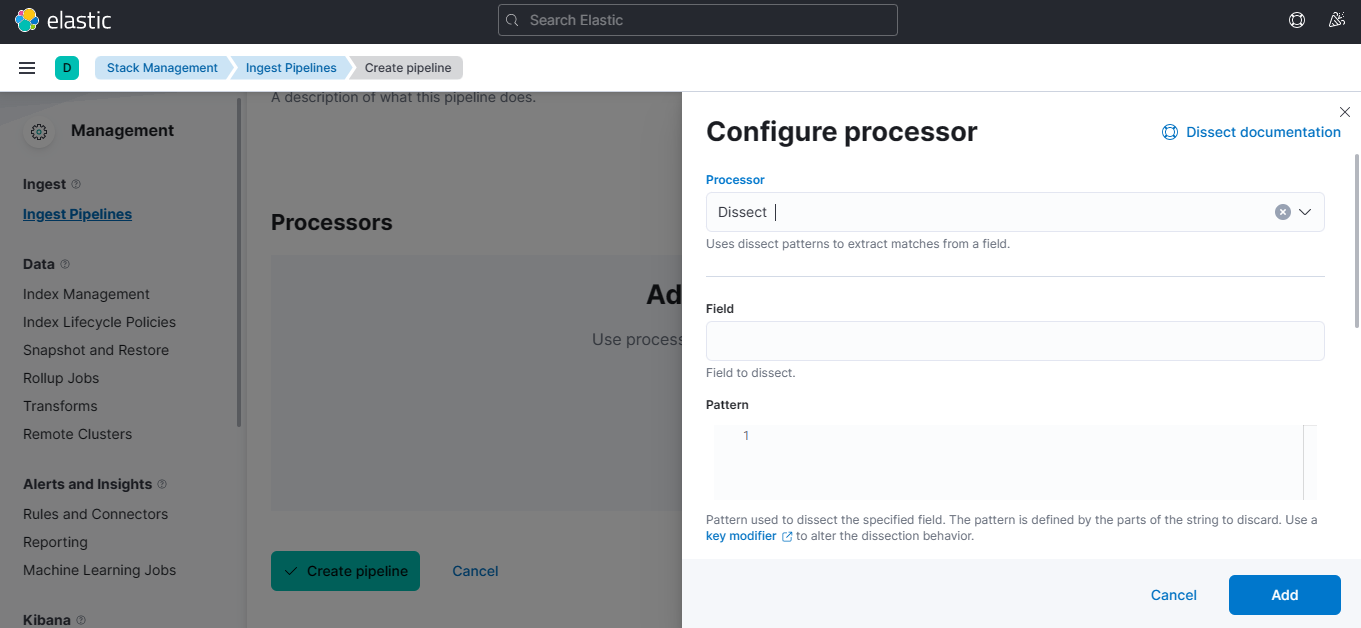 elastic
Search Elastic
D
Stack Management
Ingest Pipelines
Create pipeline
Management
Ingest
Ingest Pipelines
Data
Index Management
Index Lifecycle Policies
Snapshot and Restore
Rollup Jobs
Transforms
Remote Clusters
Alerts and Insights
Rules and Connectors
Reporting
Machine Learning Jobs
Kibana
A description of what this pipeline does.
Processors
Ad
Use process
Create pipeline
Cancel
Configure processor
Dissect documentation
Processor
Dissect
Uses dissect patterns to extract matches from a field.
Field
Field to dissect.
Pattern
1
Pattern used to dissect the specified field. The pattern is defined by the parts of the string to discard. Use a
key modifier to alter the dissection behavior.
Cancel
Add